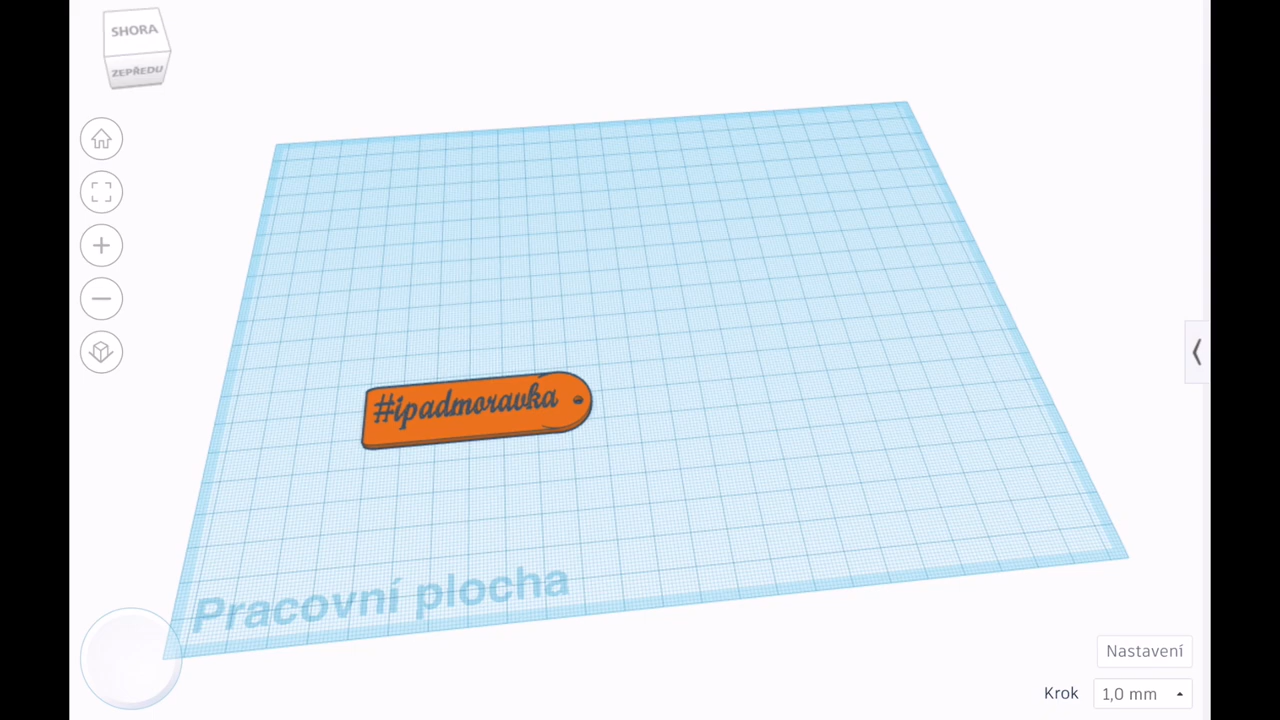 SHORA
ZEPŘEDU
#ipadmoravka
Pracovní plocha
Nastavení
Krok 1,0 mm